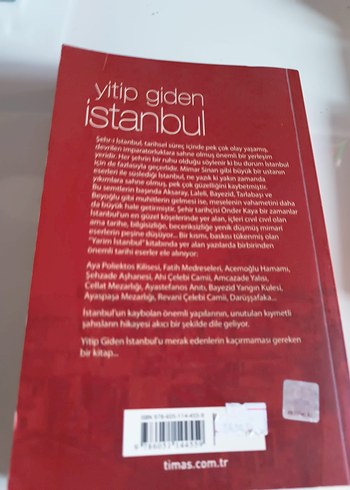 yitip giden
istanbul
Şehr-i İstanbul, tarihsel süreç içinde pek çok olay yaşamış,
devrilen imparatorluklara sahne olmuş önemli bir yerleşim
yeridir. Her şehrin bir ruhu olduğu söylenir ki bu durum İstanbul
için de fazlasıyla geçerlidir. Mimar Sinan gibi büyük bir ustanın
eserleri ile süslediği İstanbul, ne yazık ki yakın zamanda
yıkımlara sahne olmuş, pek çok güzelliğini kaybetmiştir.
Bu semtlerin başında Aksaray, Laleli, Bayezid, Tarlabaşı ve
Beyoğlu gibi muhitlerin gelmesi ise, meselenin vahametini daha
da büyük hale getirmiştir. Şehir tarihçisi Önder Kaya bir zamanlar
İstanbul'un en güzel köşelerinde yer alan, içleri cıvıl cıvıl olan
ama tarihe, bilgisizliğe, beceriksizliğe yenik düşmüş mimari
eserlerin peşine düşüyor... Bir kısmı, baskısı tükenmiş olan
"Yarim İstanbul" kitabında yer alan yazılarda birbirinden
önemli tarihi eserler ele alınıyor:
Aya Poliektos Kilisesi, Fatih Medreseleri, Acemoğlu Hamamı,
Şehzade Aşhanesi, Ahi Çelebi Camii, Amcazade Yalısı,
Cellat Mezarlığı, Ayastefanos Anıtı, Bayezid Yangın Kulesi,
Ayaspaşa Mezarlığı, Revani Çelebi Camii, Darüşşafaka...
İstanbul'un kaybolan önemli yapılarının, unutulan kıymetli
şahısların hikayesi akıcı bir şekilde dile geliyor.
Yitip Giden İstanbul'u merak edenlerin kaçırmaması gereken
bir kitap...
timas.com.tr